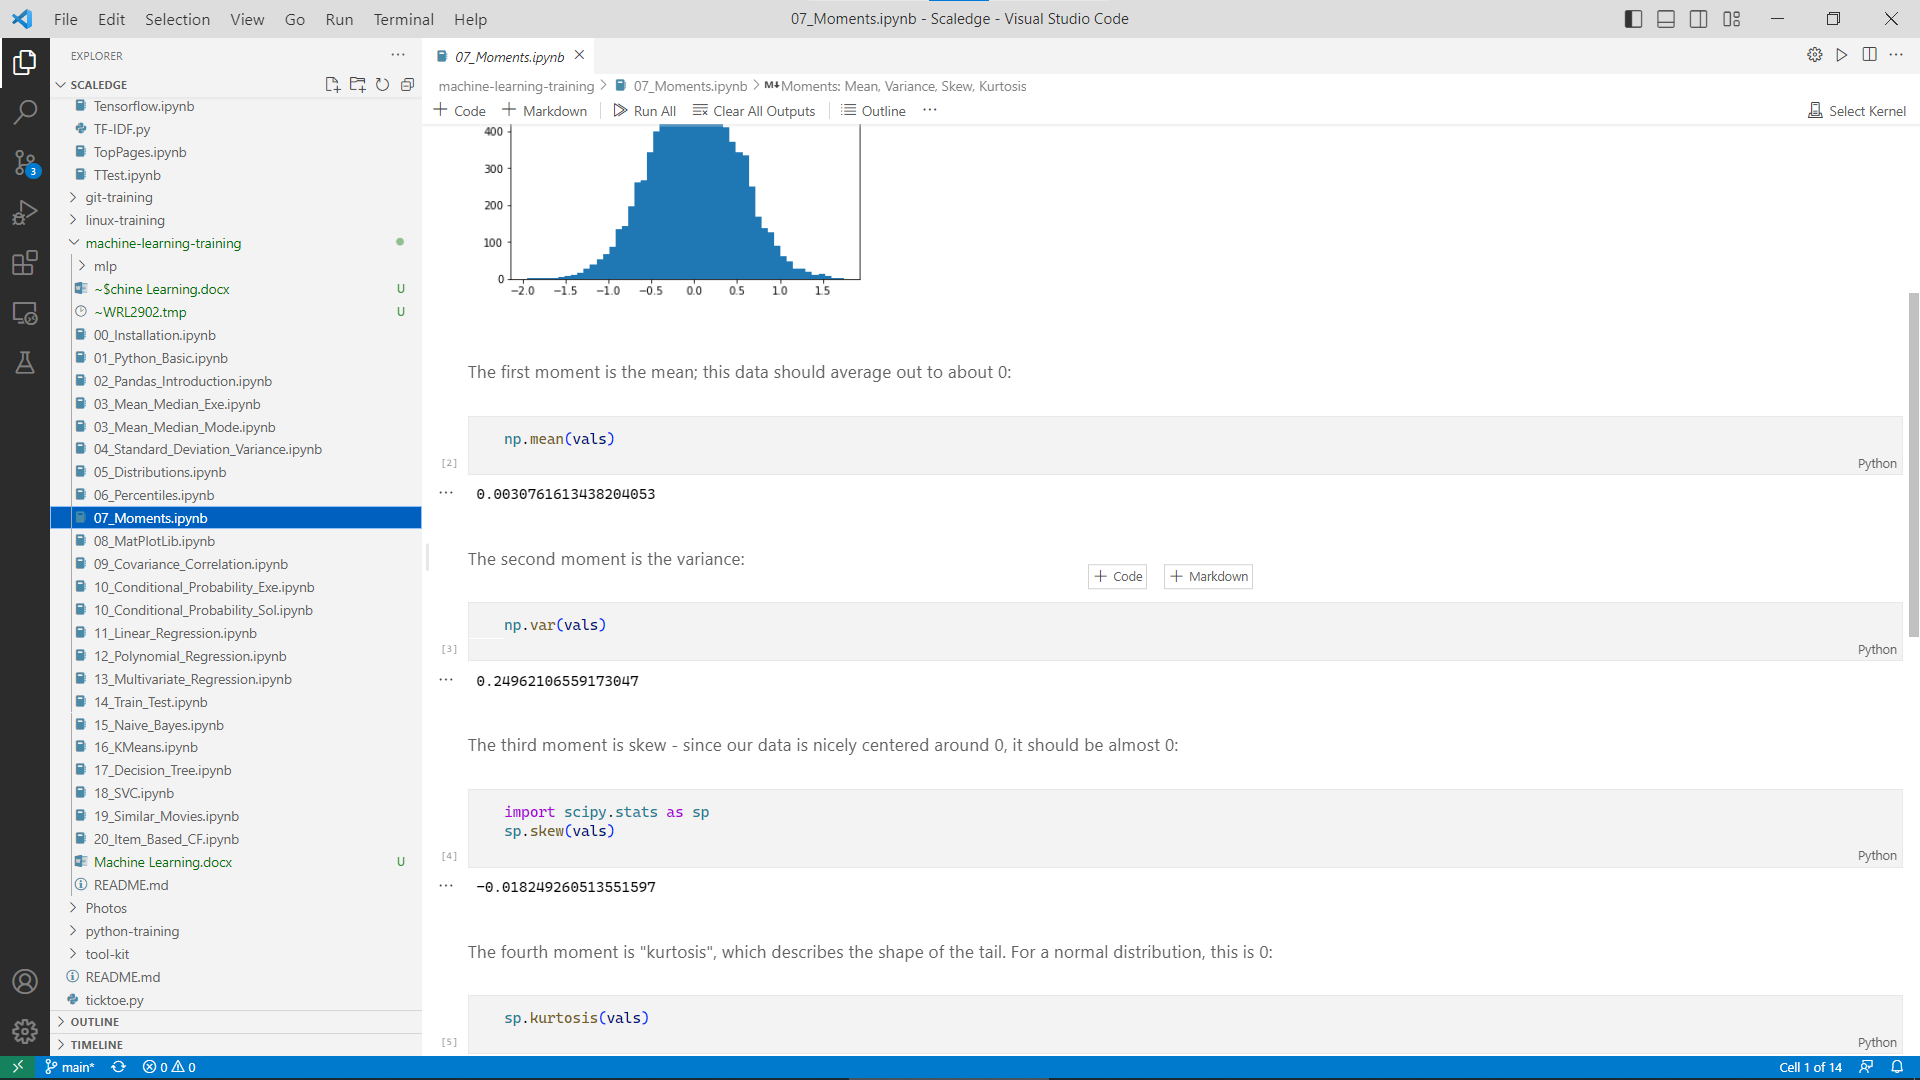 File Edit Selection View Go Run Terminal Help
07_Moments.ipynb - Scaledge - Visual Studio Code
EXPLORER
SCALEDGE
Tensorflow.ipynb
TF-IDF.py
TopPages.ipynb
TTest.ipynb
git-training
linux-training
machine-learning-training
mlp
~$chine Learning.docx U
~WRL2902.tmp U
00_Installation.ipynb
01_Python_Basic.ipynb
02_Pandas_Introduction.ipynb
03_Mean_Median_Exe.ipynb
03_Mean_Median_Mode.ipynb
04_Standard_Deviation_Variance.ipynb
05_Distributions.ipynb
06_Percentiles.ipynb
07_Moments.ipynb
08_MatPlotLib.ipynb
09_Covariance_Correlation.ipynb
10_Conditional_Probability_Exe.ipynb
10_Conditional_Probability_Sol.ipynb
11_Linear_Regression.ipynb
12_Polynomial_Regression.ipynb
13_Multivariate_Regression.ipynb
14_Train_Test.ipynb
15_Naive_Bayes.ipynb
16_KMeans.ipynb
17_Decision_Tree.ipynb
18_SVC.ipynb
19_Similar_Movies.ipynb
20_Item_Based_CF.ipynb
Machine Learning.docx U
README.md
Photos
python-training
tool-kit
README.md
ticktoe.py
OUTLINE
TIMELINE
3
07_Moments.ipynb
machine-learning-training > 07_Moments.ipynb > M↓ Moments: Mean, Variance, Skew, Kurtosis
+ Code + Markdown Run All Clear All Outputs Outline ··· Select Kernel
400
300
200
100
0
−2.0 −1.5 −1.0 −0.5 0.0 0.5 1.0 1.5
The first moment is the mean; this data should average out to about 0:
np.mean(vals)
[2] Python
0.0030761613438204053
The second moment is the variance:
+ Code + Markdown
np.var(vals)
[3] Python
0.24962106559173047
The third moment is skew - since our data is nicely centered around 0, it should be almost 0:
import scipy.stats as sp
sp.skew(vals)
[4] Python
-0.018249260513551597
The fourth moment is "kurtosis", which describes the shape of the tail. For a normal distribution, this is 0:
sp.kurtosis(vals)
[5] Python
main* 0 0 Cell 1 of 14